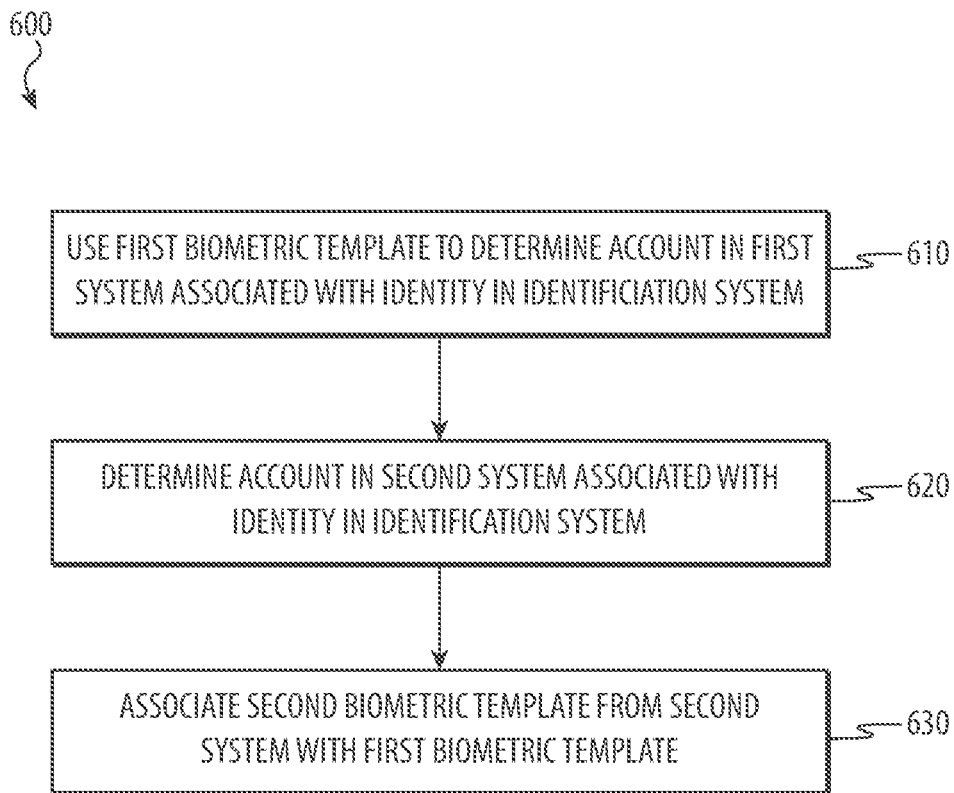 600
USE FIRST BIOMETRIC TEMPLATE TO DETERMINE ACCOUNT IN FIRST
SYSTEM ASSOCIATED WITH IDENTITY IN IDENTIFICIATION SYSTEM
610
DETERMINE ACCOUNT IN SECOND SYSTEM ASSOCIATED WITH
IDENTITY IN IDENTIFICATION SYSTEM
620
ASSOCIATE SECOND BIOMETRIC TEMPLATE FROM SECOND
SYSTEM WITH FIRST BIOMETRIC TEMPLATE
630